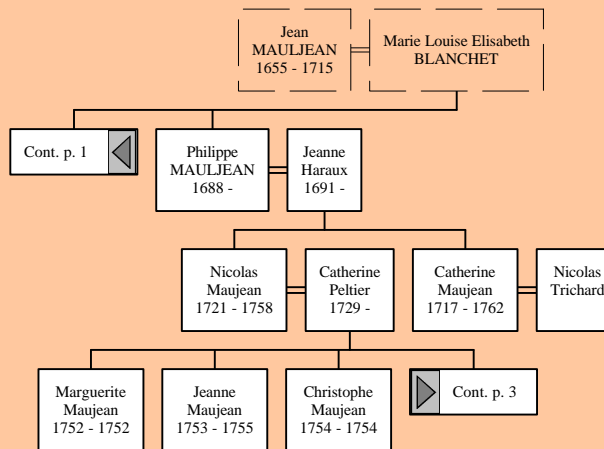 Jean
MAULJEAN
1655 - 1715
Marie Louise Elisabeth
BLANCHET
Cont. p. 1
Philippe
MAULJEAN
1688 -
Jeanne
Haraux
1691 -
Nicolas
Maujean
1721 - 1758
Catherine
Peltier
1729 -
Catherine
Maujean
1717 - 1762
Nicolas
Trichard
Marguerite
Maujean
1752 - 1752
Jeanne
Maujean
1753 - 1755
Christophe
Maujean
1754 - 1754
Cont. p. 3